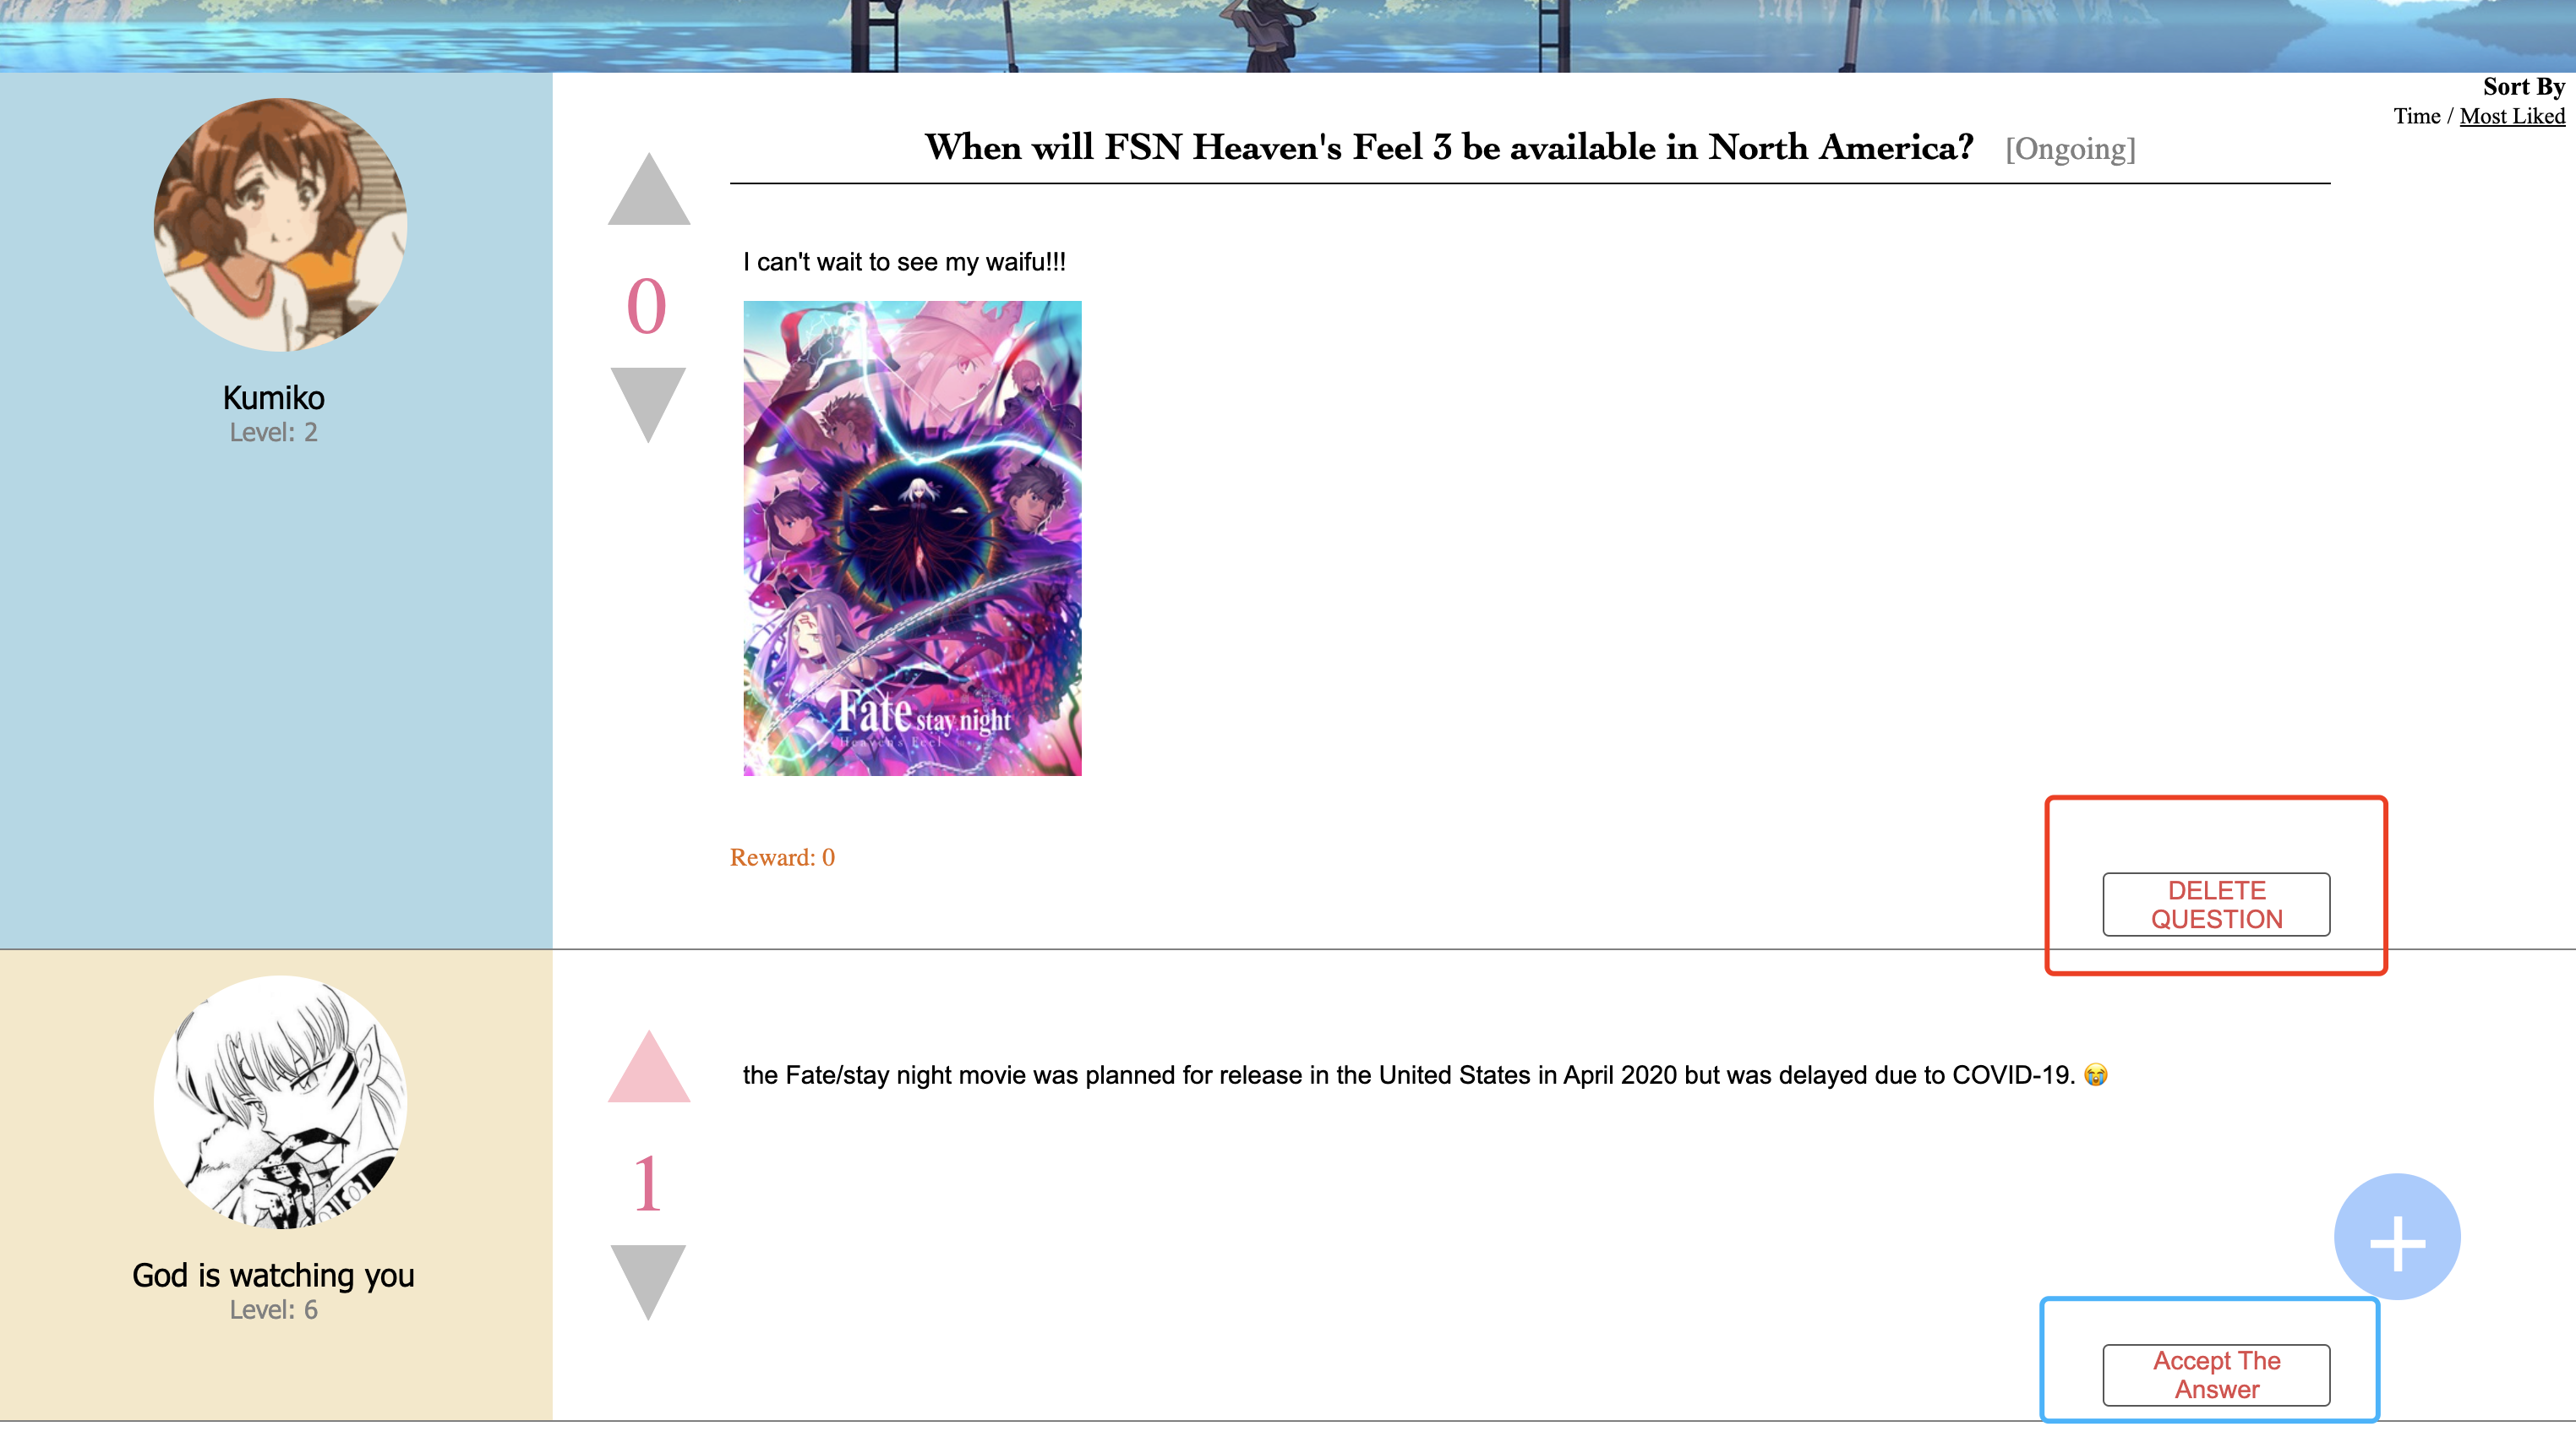 Sort By
Time / Most Liked
When will FSN Heaven's Feel 3 be available in North America? [Ongoing]
I can't wait to see my waifu!!!
0
Kumiko
Level: 2
Fate stay night
Heaven's Feel
Reward: 0
DELETE
QUESTION
the Fate/stay night movie was planned for release in the United States in April 2020 but was delayed due to COVID-19. 😭
1
+
God is watching you
Level: 6
Accept The
Answer